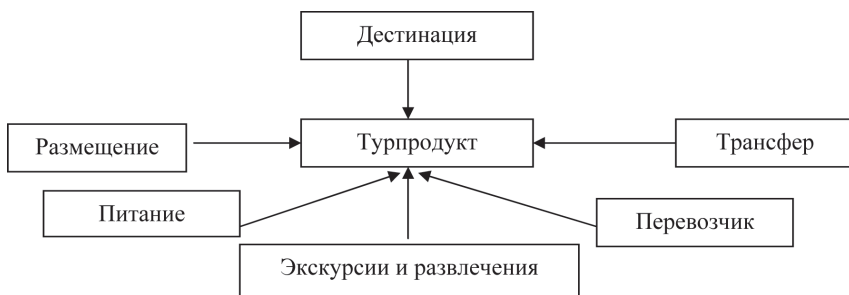 Дестинация
Размещение
Турпродукт
Трансфер
Питание
Перевозчик
Экскурсии и развлечения